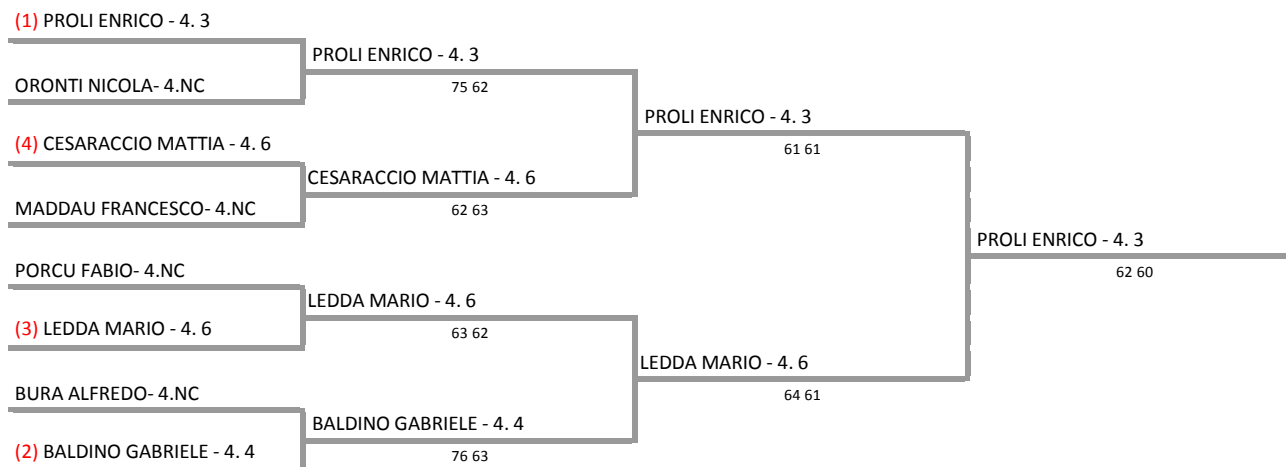 (1) PROLI ENRICO - 4. 3
ORONTI NICOLA- 4.NC
(4) CESARACCIO MATTIA - 4. 6
MADDAU FRANCESCO- 4.NC
PORCU FABIO- 4.NC
(3) LEDDA MARIO - 4. 6
BURA ALFREDO- 4.NC
(2) BALDINO GABRIELE - 4. 4
PROLI ENRICO - 4. 3
75 62
CESARACCIO MATTIA - 4. 6
62 63
LEDDA MARIO - 4. 6
63 62
BALDINO GABRIELE - 4. 4
76 63
PROLI ENRICO - 4. 3
61 61
LEDDA MARIO - 4. 6
64 61
PROLI ENRICO - 4. 3
62 60